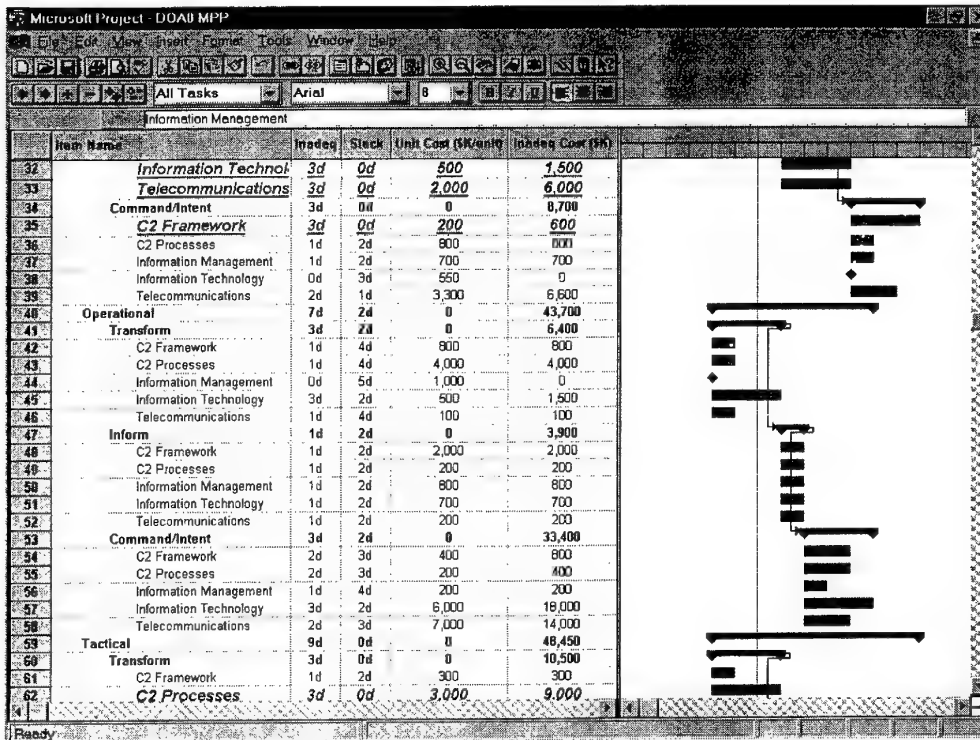 Microsoft Project - DOA0 MPP
File Edit View Insert Format Tools Window Help
All Tasks Arial 8
Information Management
Item Name Inadeq Slack Unit Cost ($K/unit) Inadeq Cost ($K)
32 Information Technol 3d 0d 500 1,500
33 Telecommunications 3d 0d 2,000 6,000
34 Command/Intent 3d 0d 0 8,700
35 C2 Framework 3d 0d 200 600
36 C2 Processes 1d 2d 800 800
37 Information Management 1d 2d 700 700
38 Information Technology 0d 3d 550 0
39 Telecommunications 2d 1d 3,300 6,600
40 Operational 7d 2d 0 43,700
41 Transform 3d 2d 0 6,400
42 C2 Framework 1d 4d 800 800
43 C2 Processes 1d 4d 4,000 4,000
44 Information Management 0d 5d 1,000 0
45 Information Technology 3d 2d 500 1,500
46 Telecommunications 1d 4d 100 100
47 Inform 1d 2d 0 3,900
48 C2 Framework 1d 2d 2,000 2,000
49 C2 Processes 1d 2d 200 200
50 Information Management 1d 2d 800 800
51 Information Technology 1d 2d 700 700
52 Telecommunications 1d 2d 200 200
53 Command/Intent 3d 2d 0 33,400
54 C2 Framework 2d 3d 400 800
55 C2 Processes 2d 3d 200 400
56 Information Management 1d 4d 200 200
57 Information Technology 3d 2d 6,000 18,000
58 Telecommunications 2d 3d 7,000 14,000
59 Tactical 9d 0d 0 48,450
60 Transform 3d 0d 0 10,500
61 C2 Framework 1d 2d 300 300
62 C2 Processes 3d 0d 3,000 9,000
Ready